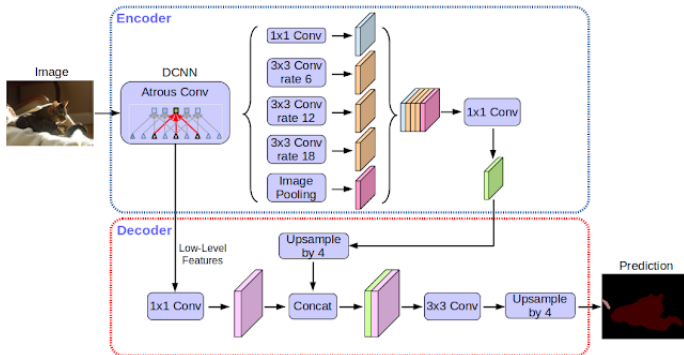 Encoder
Image
DCNN
Atrous Conv
1x1 Conv
3x3 Conv
rate 6
3x3 Conv
rate 12
3x3 Conv
rate 18
Image
Pooling
1x1 Conv
Decoder
Low-Level
Features
Upsample
by 4
1x1 Conv
Concat
3x3 Conv
Upsample
by 4
Prediction